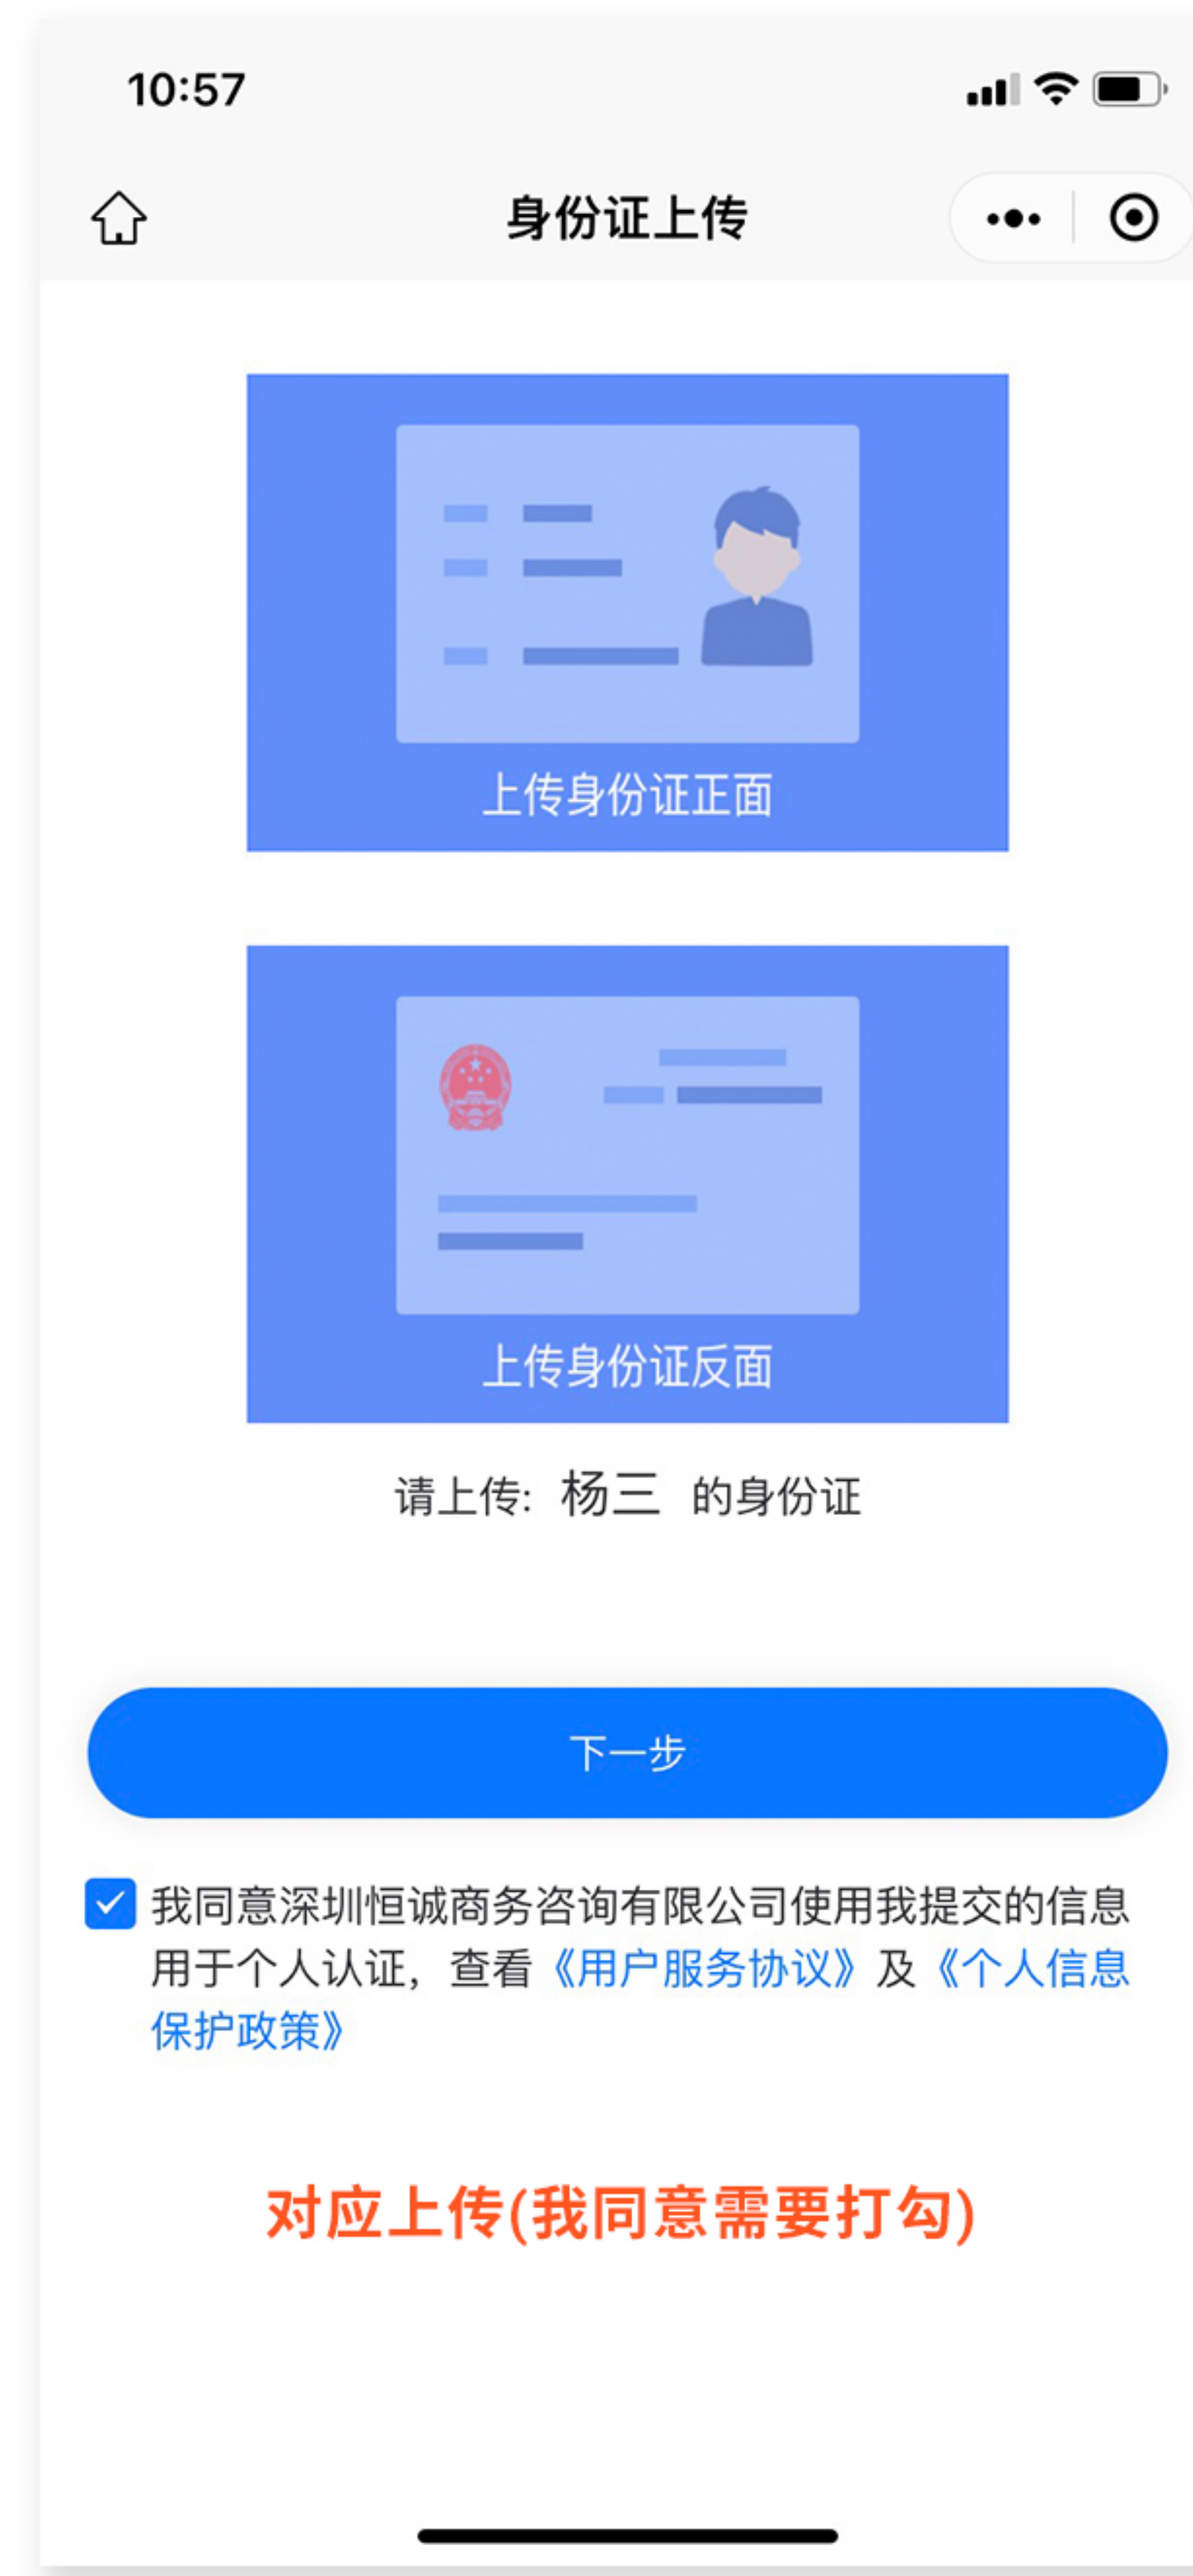 10:57
身份证上传
上传身份证正面
上传身份证反面
请上传: 杨三 的身份证
下一步
我同意深圳恒诚商务咨询有限公司使用我提交的信息
用于个人认证，查看《用户服务协议》及《个人信息
保护政策》
对应上传(我同意需要打勾)